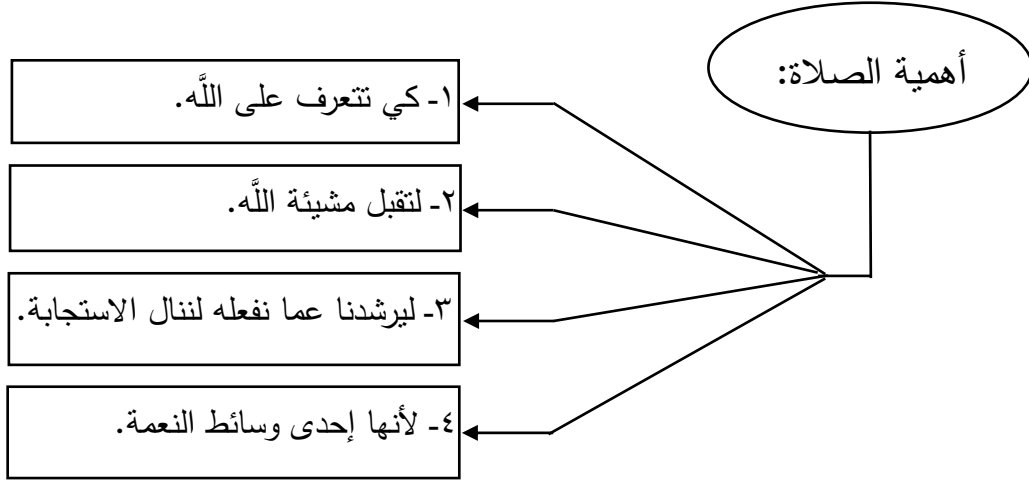 أهمية الصلاة:
١- كي تتعرف على اللَّه.
٢- لتقبل مشيئة اللَّه.
٣- ليرشدنا عما نفعله لننال الاستجابة.
٤- لأنها إحدى وسائط النعمة.